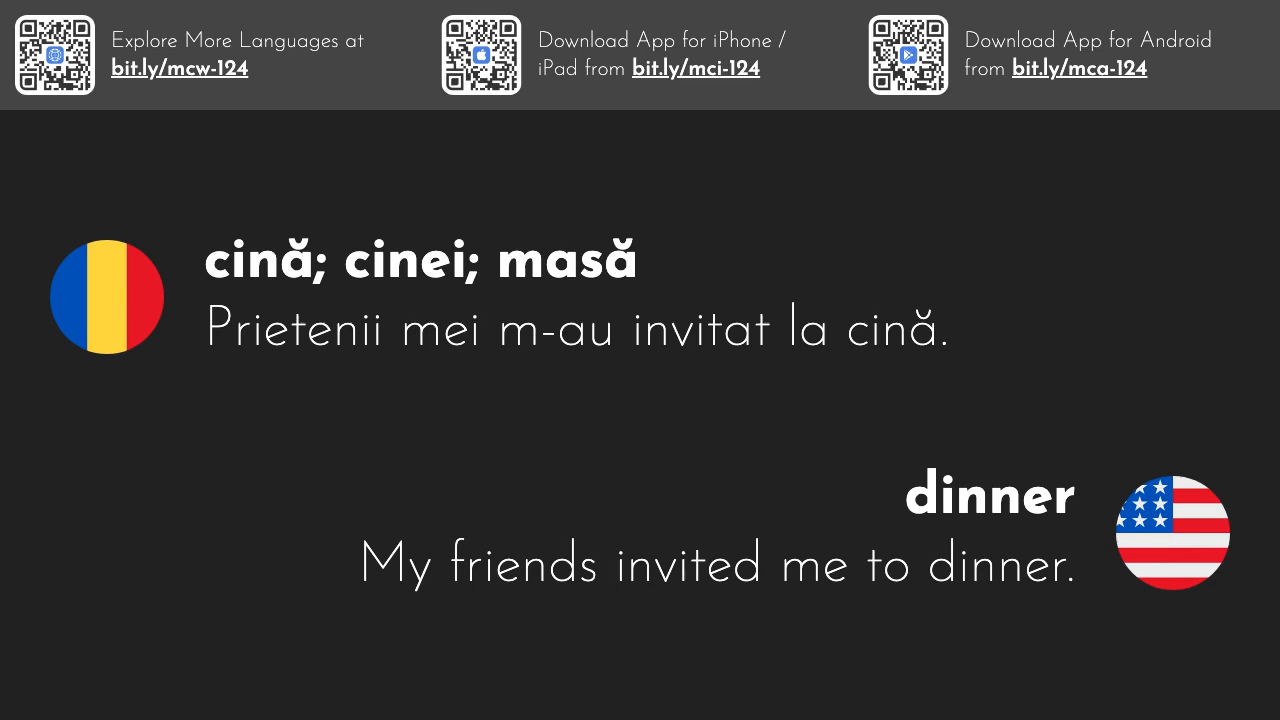 Explore More Languages at
bit.ly/mcw-124
Download App for iPhone /
iPad from bit.ly/mci-124
Download App for Android
from bit.ly/mca-124
cină; cinei; masă
Prietenii mei m-au invitat la cină.
dinner
My friends invited me to dinner.